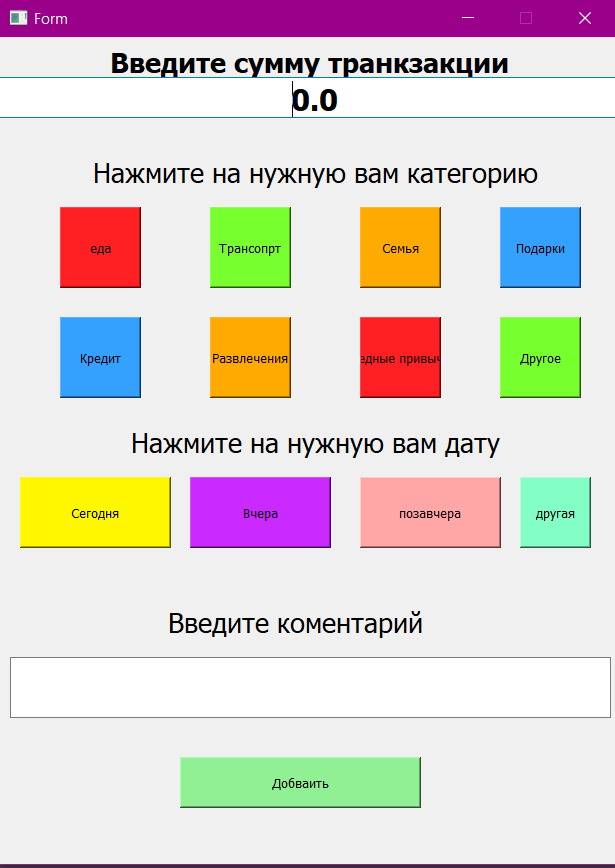 Form
Введите сумму транкзакции
0.0
Нажмите на нужную вам категорию
еда Трансопрт Семья Подарки
Кредит Развлечения едные привыч Другое
Нажмите на нужную вам дату
Сегодня Вчера позавчера другая
Введите коментарий
Добваить